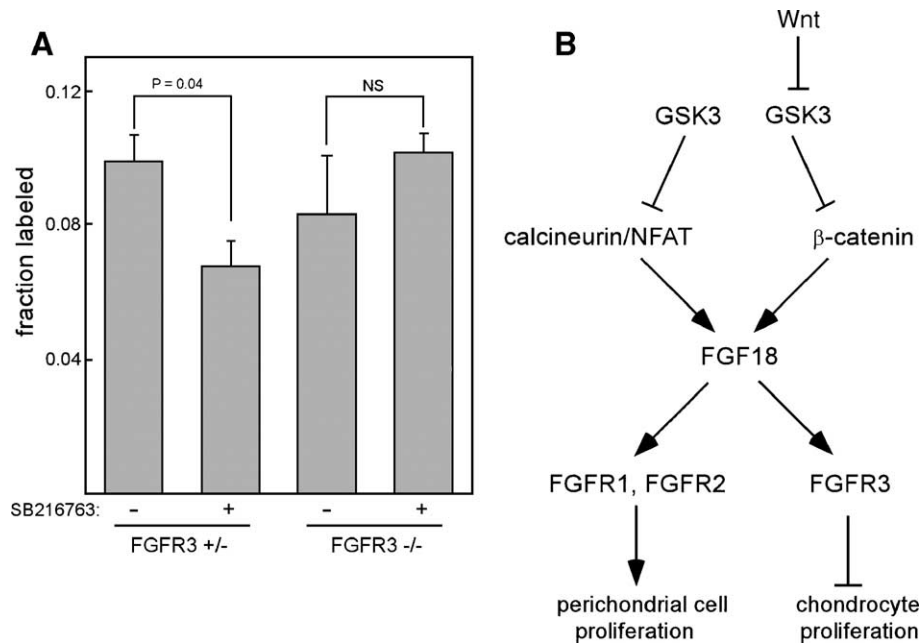 A
0.12
0.08
0.04
fraction labeled
P = 0.04
NS
SB216763: - + - +
FGFR3 +/- FGFR3 -/-
B
Wnt
GSK3 GSK3
calcineurin/NFAT β-catenin
FGF18
FGFR1, FGFR2 FGFR3
perichondrial cell
proliferation
chondrocyte
proliferation